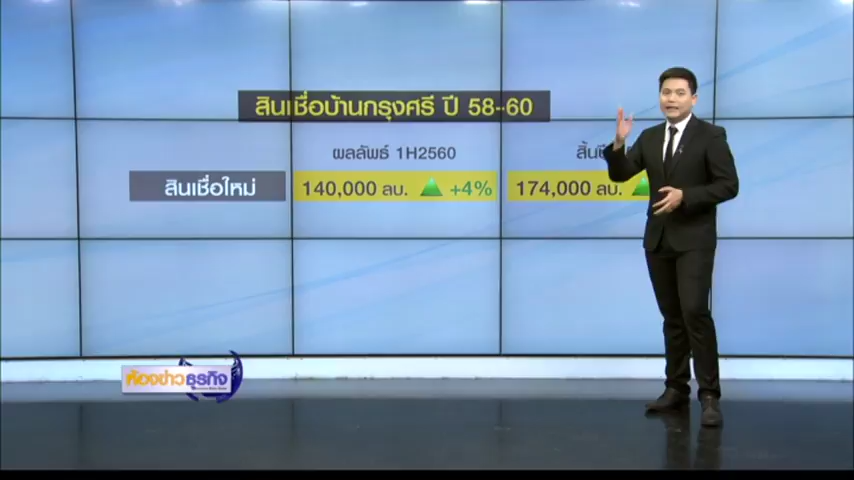 สินเชื่อบ้านกรุงศรี ปี 58-60
ผลลัพธ์ 1H2560
สินเชื่อใหม่
140,000 ลบ. +4%
174,000 ลบ.
ห้องข่าวธุรกิจ